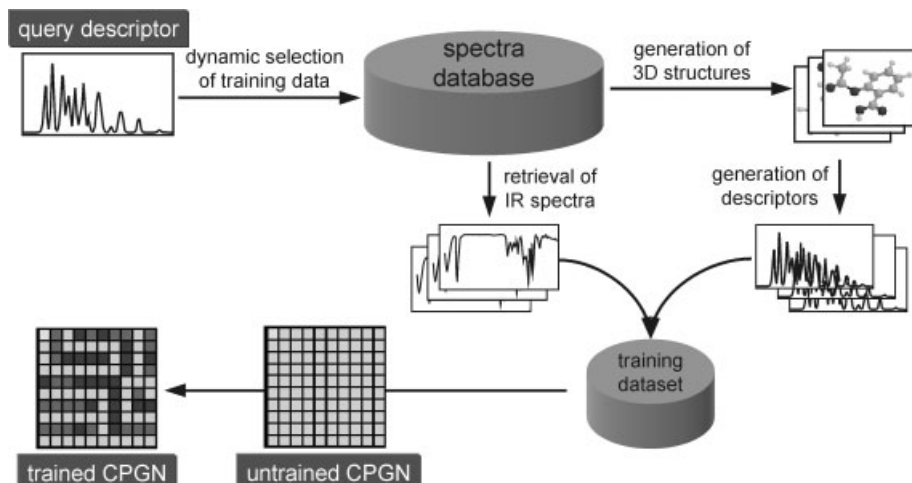 query descriptor
dynamic selection
of training data
spectra
database
generation of
3D structures
retrieval of
IR spectra
generation of
descriptors
training
dataset
trained CPGN
untrained CPGN